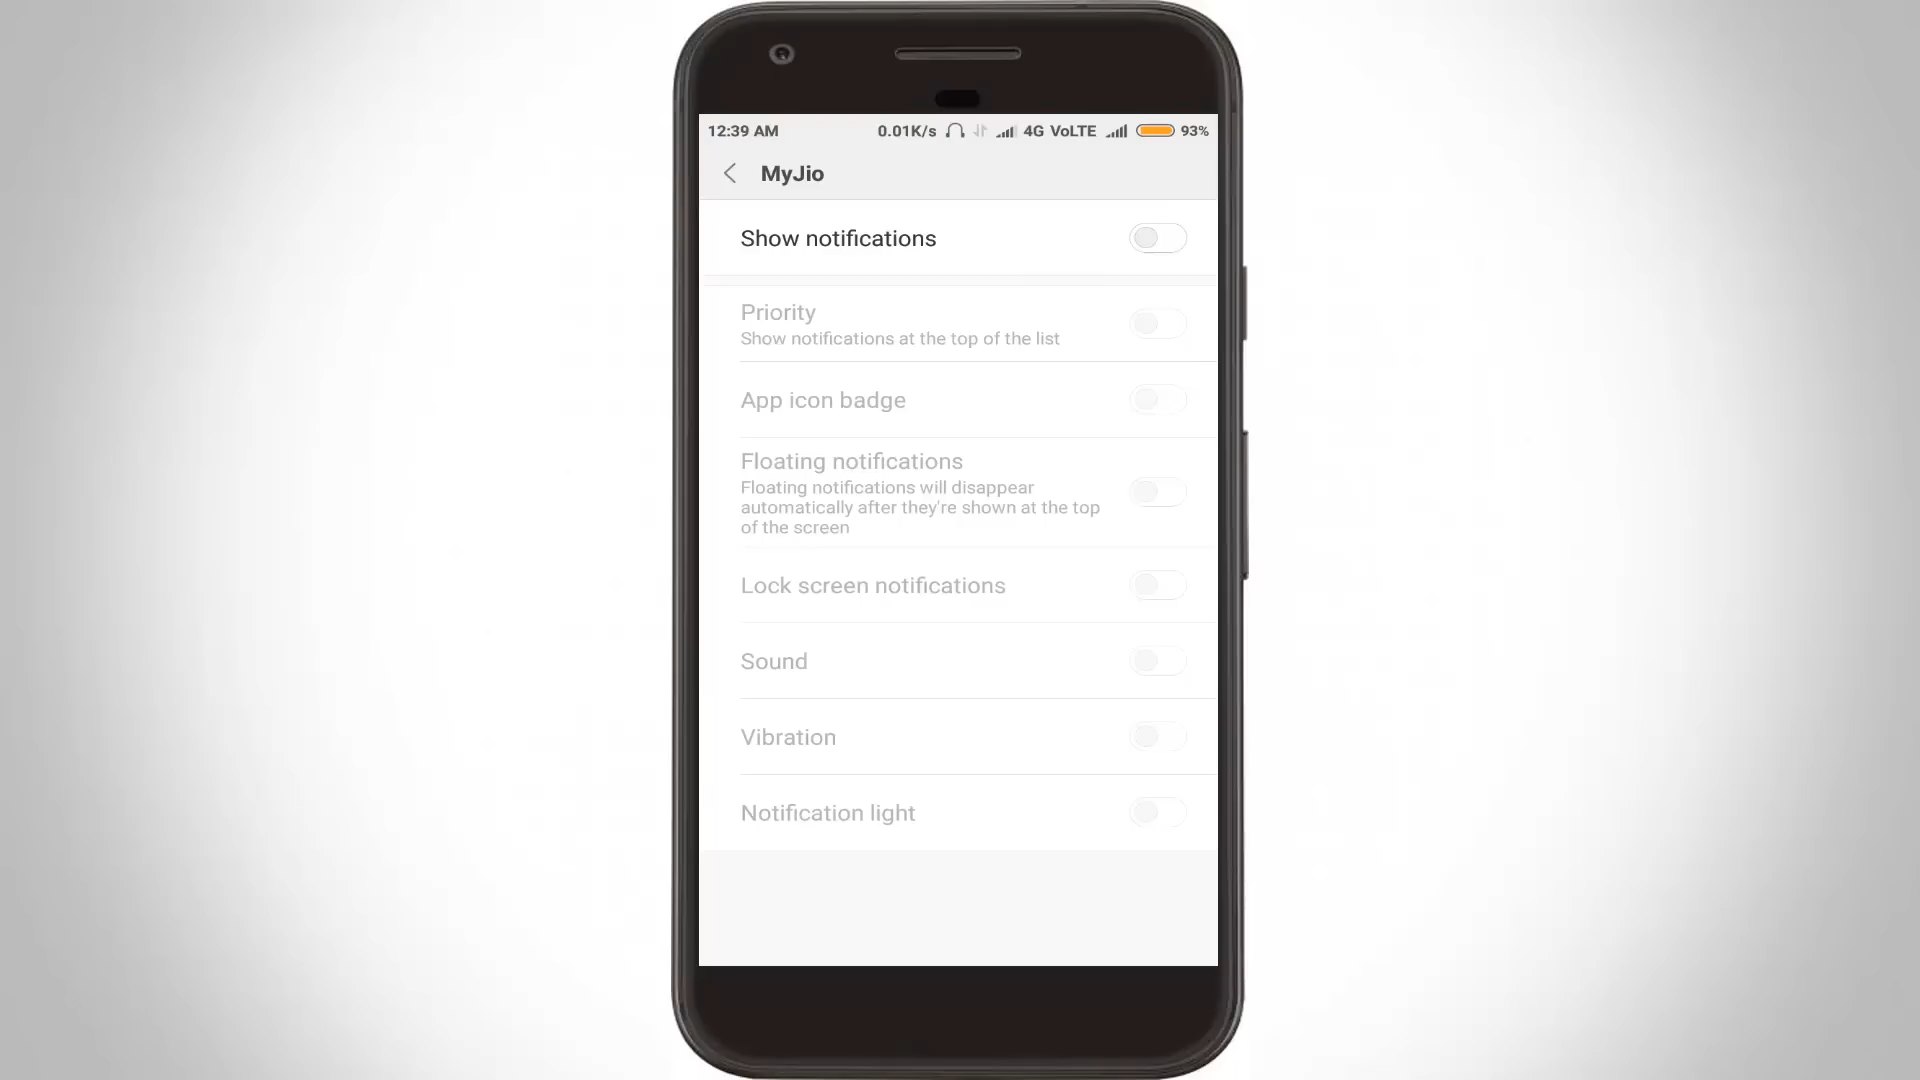 12:39 AM 0.01K/s 4G VoLTE 93%
MyJio
Show notifications
Priority
Show notifications at the top of the list
App icon badge
Floating notifications
Floating notifications will disappear
automatically after they're shown at the top
of the screen
Lock screen notifications
Sound
Vibration
Notification light